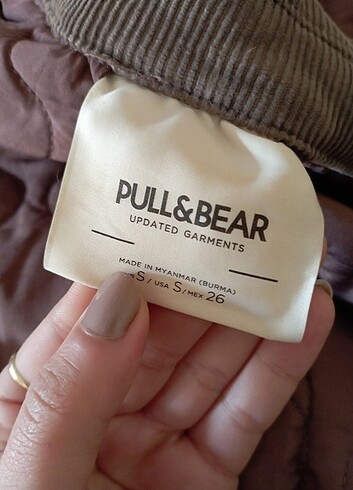 PULL&BEAR
UPDATED GARMENTS
MADE IN MYANMAR (BURMA)
S / USA S / MEX 26